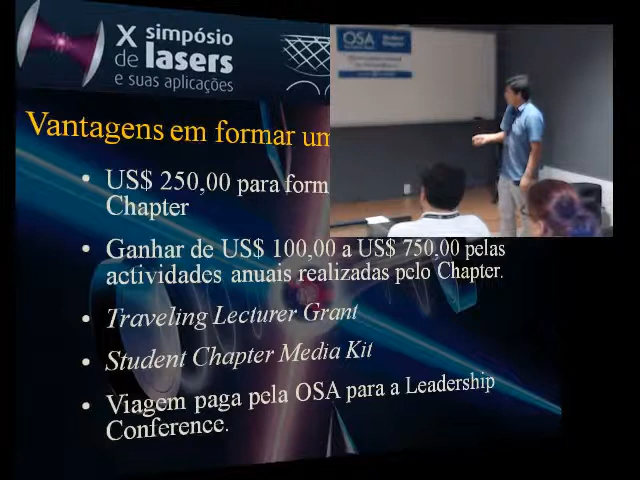 X simpósio
de lasers
e suas aplicações
OSA
Vantagens em formar um
• US$ 250,00 para form
Chapter
• Ganhar de US$ 100,00 a US$ 750,00 pelas
actividades anuais realizadas pelo Chapter.
• Traveling Lecturer Grant
• Student Chapter Media Kit
• Viagem paga pela OSA para a Leadership
Conference.